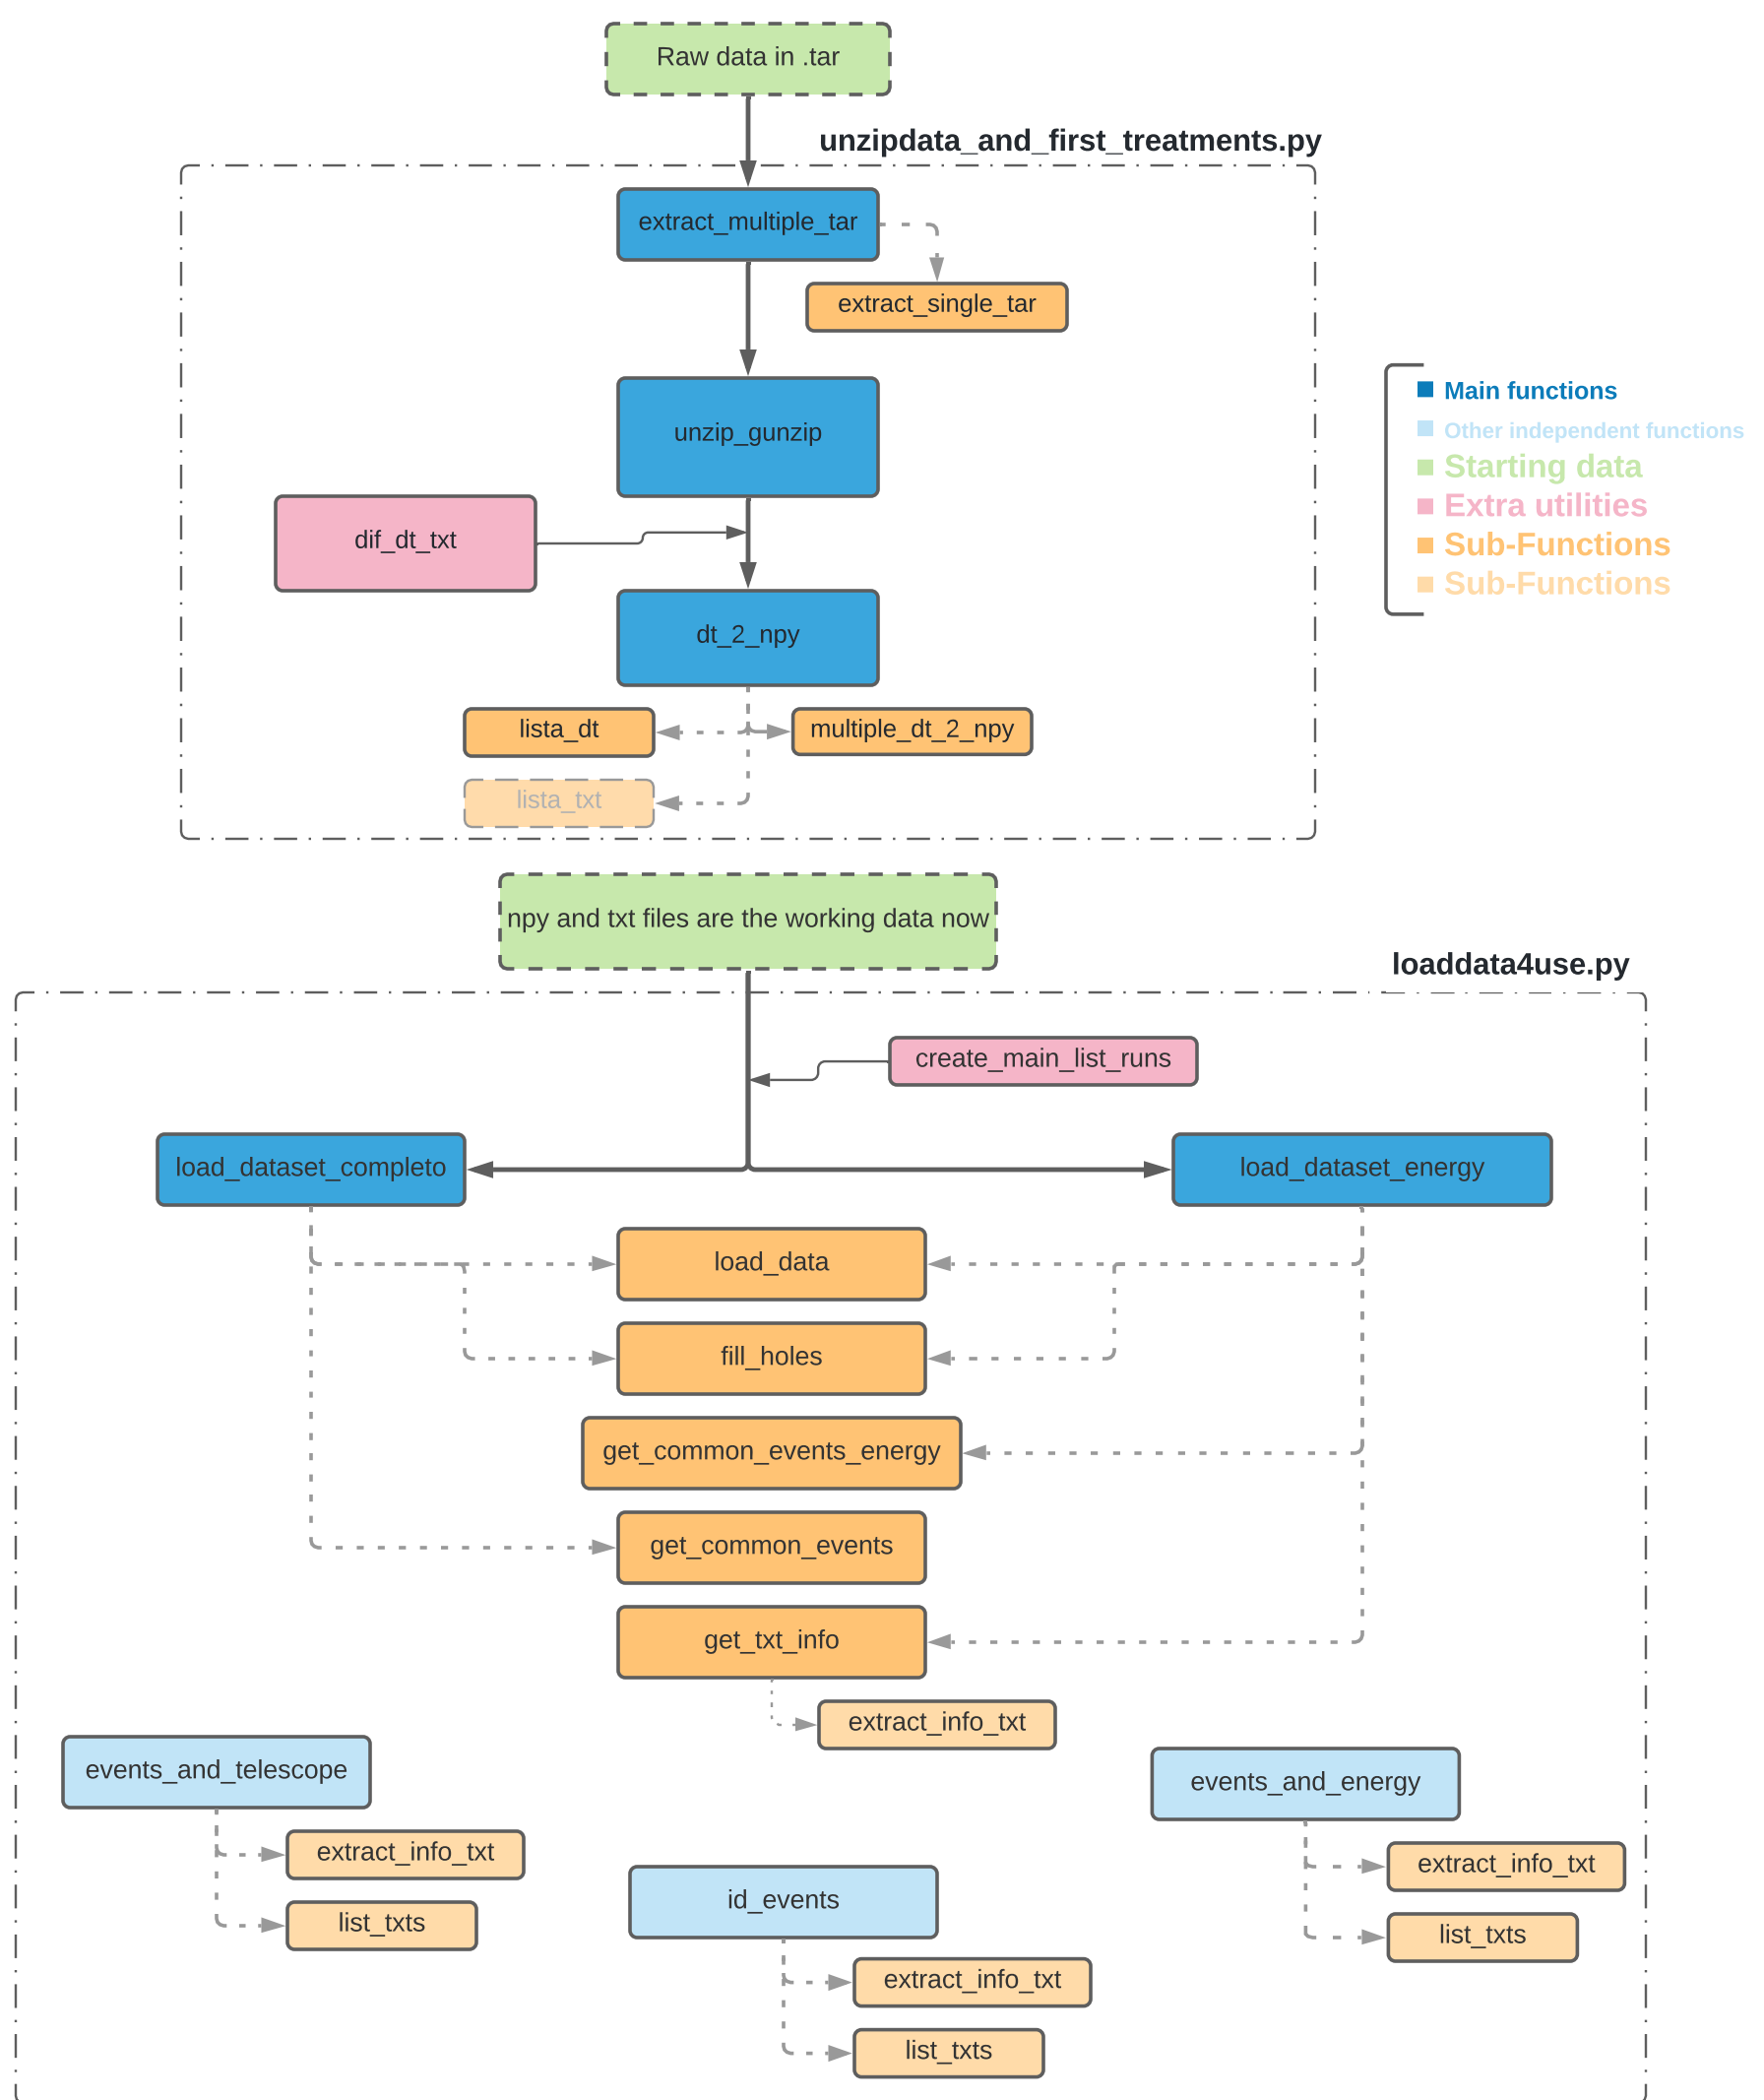 Raw data in .tar
unzipdata_and_first_treatments.py
extract_multiple_tar
extract_single_tar
unzip_gunzip
dif_dt_txt
dt_2_npy
lista_dt
multiple_dt_2_npy
lista_txt
Main functions
Other independent functions
Starting data
Extra utilities
Sub-Functions
Sub-Functions
npy and txt files are the working data now
loaddata4use.py
create_main_list_runs
load_dataset_completo
load_dataset_energy
load_data
fill_holes
get_common_events_energy
get_common_events
get_txt_info
extract_info_txt
events_and_telescope
extract_info_txt
list_txts
id_events
extract_info_txt
list_txts
events_and_energy
extract_info_txt
list_txts